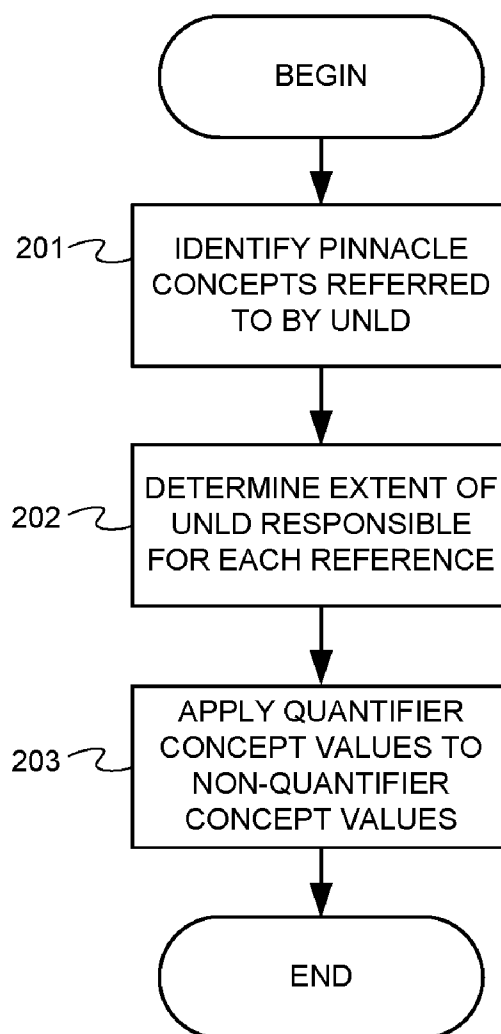 BEGIN
201
IDENTIFY PINNACLE
CONCEPTS REFERRED
TO BY UNLD
202
DETERMINE EXTENT OF
UNLD RESPONSIBLE
FOR EACH REFERENCE
203
APPLY QUANTIFIER
CONCEPT VALUES TO
NON-QUANTIFIER
CONCEPT VALUES
END